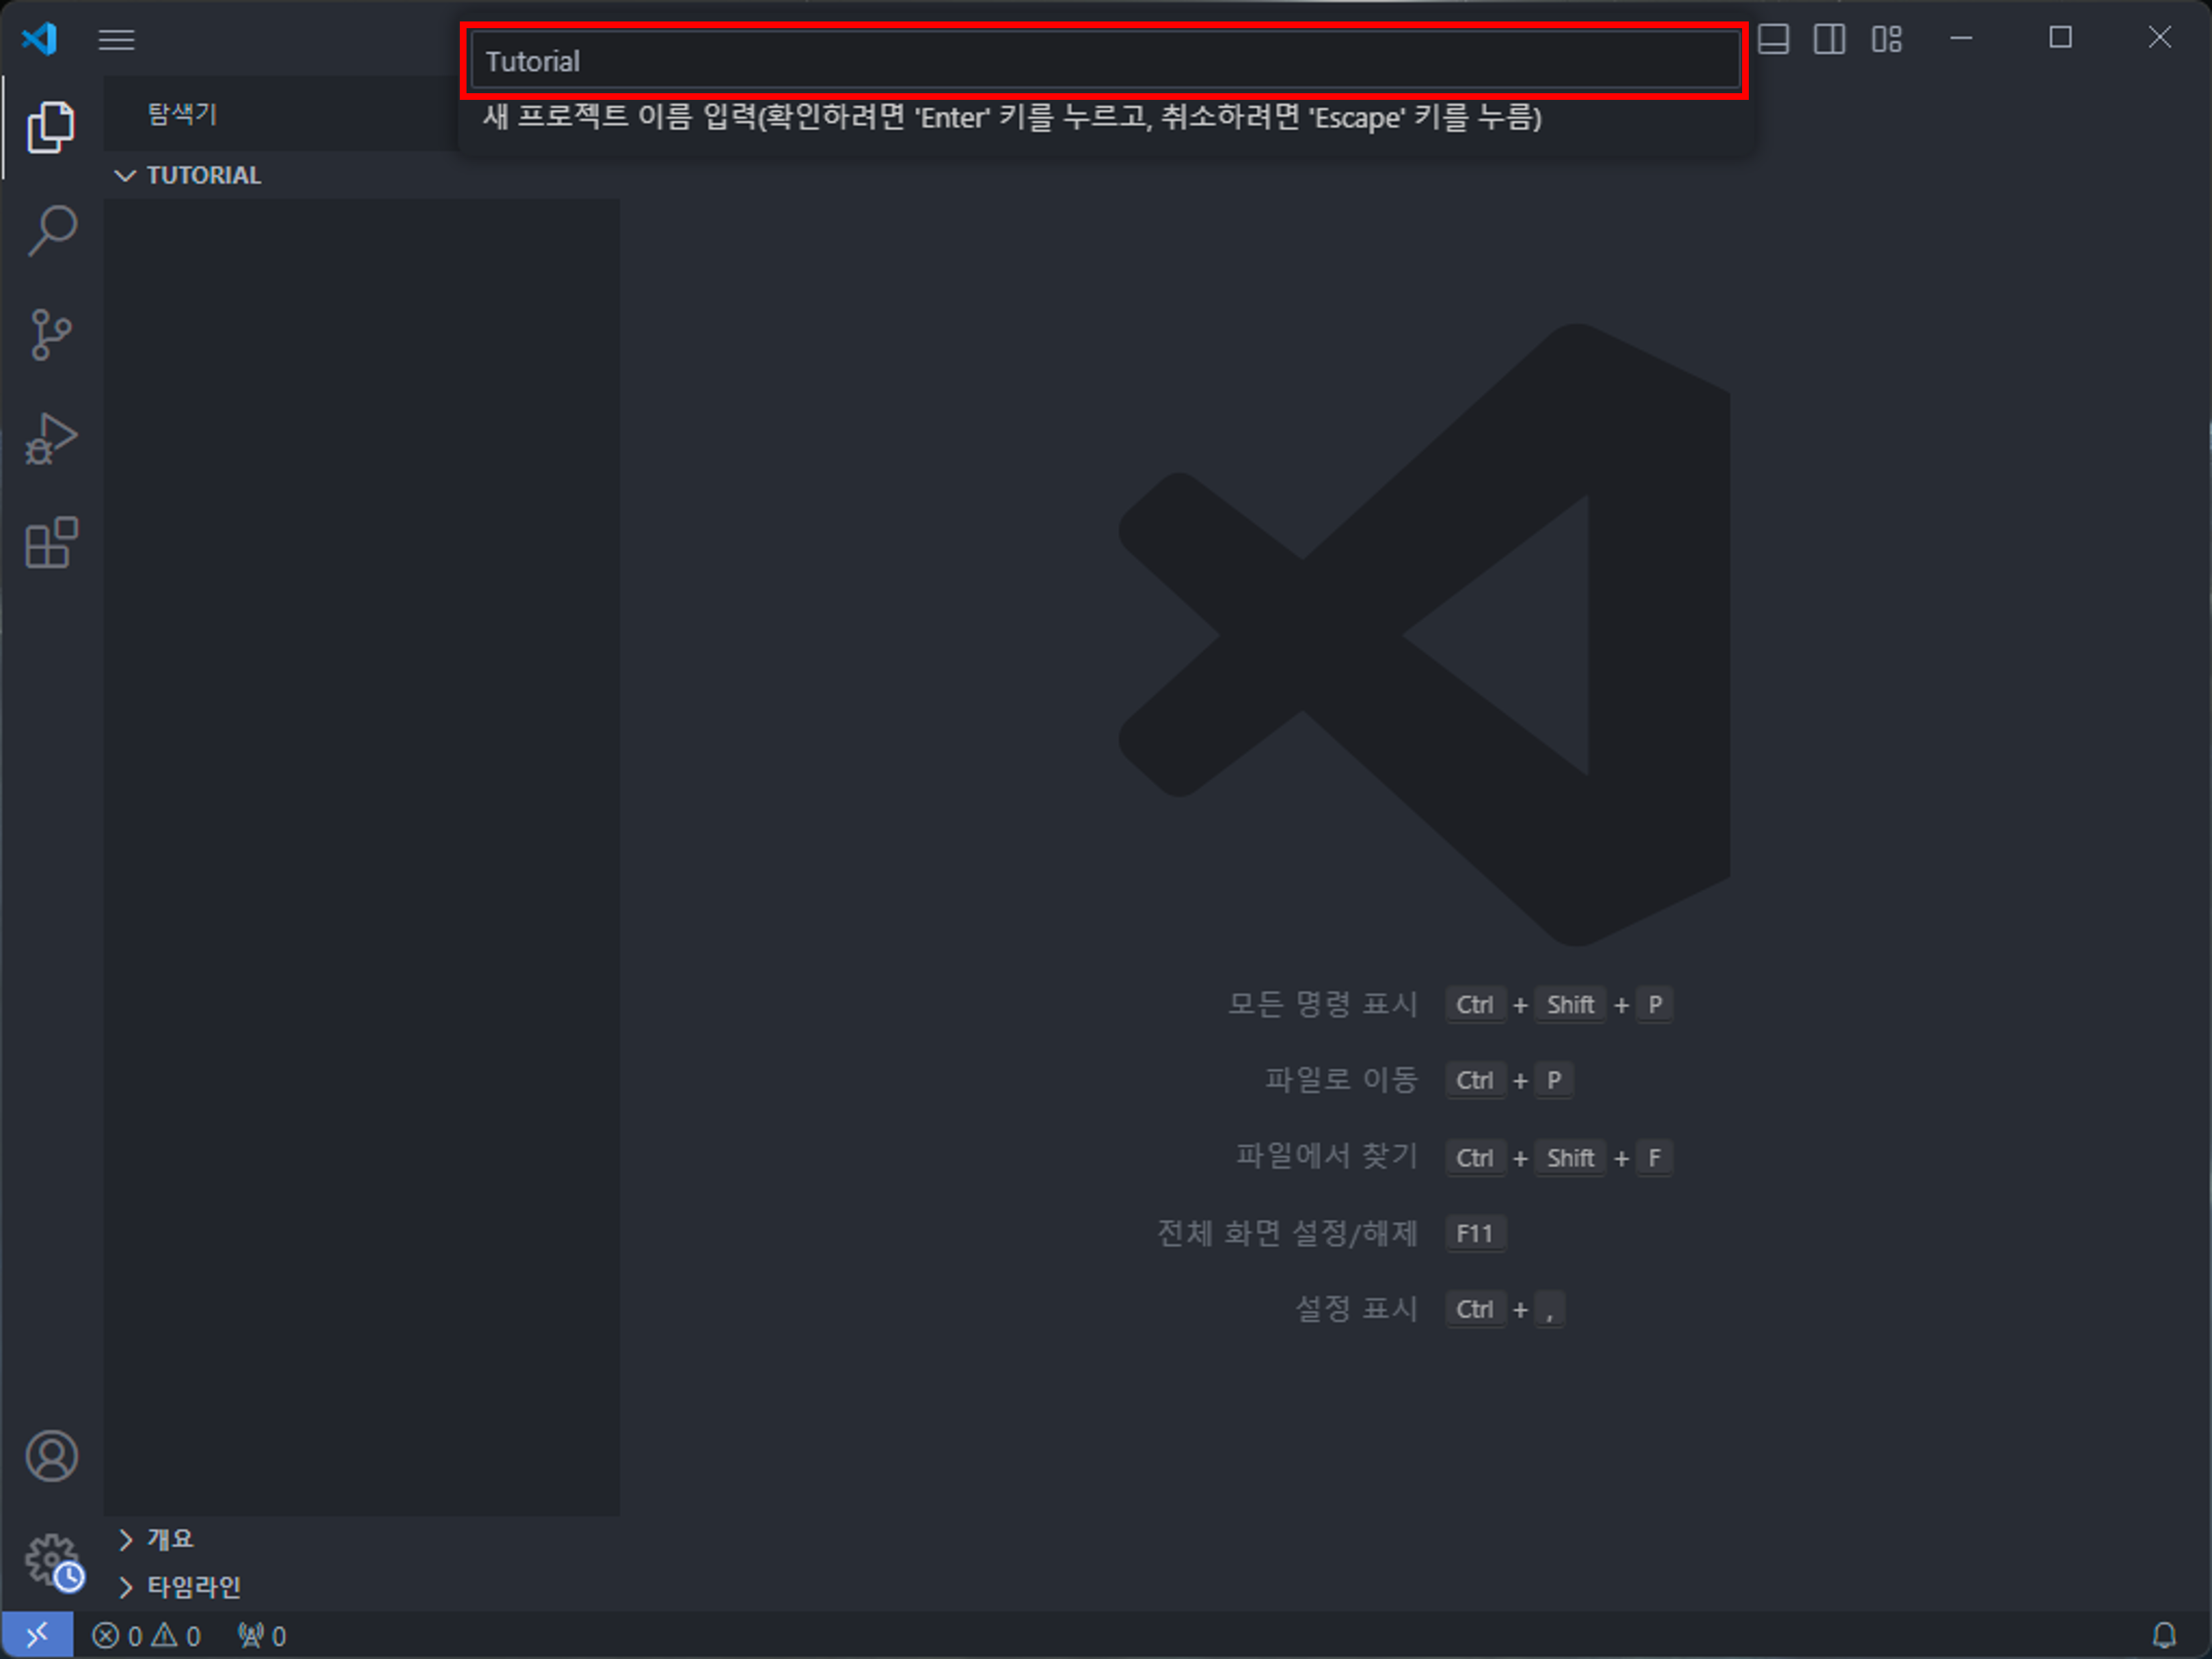 Tutorial
새 프로젝트 이름 입력(확인하려면 'Enter' 키를 누르고, 취소하려면 'Escape' 키를 누름)
탐색기
TUTORIAL
모든 명령 표시 Ctrl + Shift + P
파일로 이동 Ctrl + P
파일에서 찾기 Ctrl + Shift + F
전체 화면 설정/해제 F11
설정 표시 Ctrl + ,
개요
타임라인
0 0 0